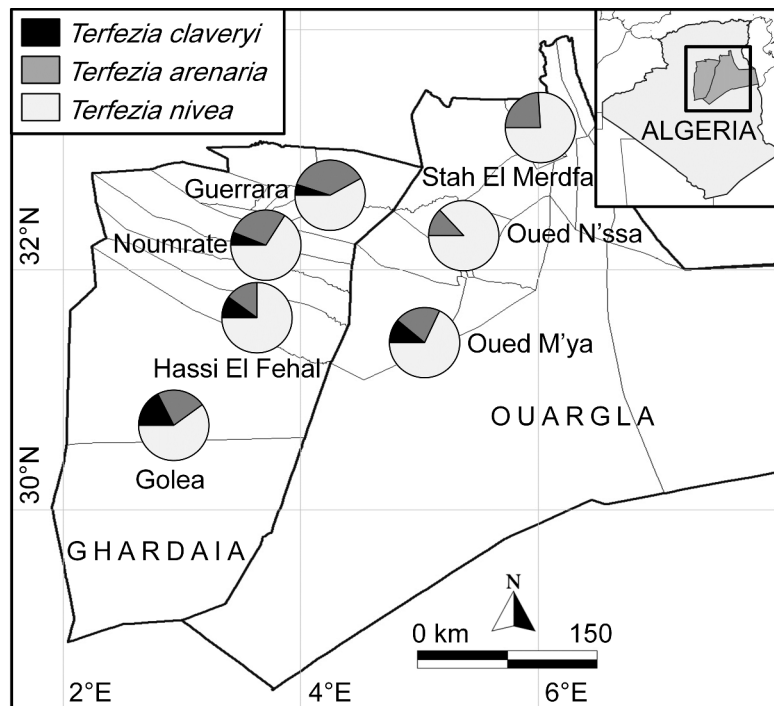 Terfezia claveryi
Terfezia arenaria
Terfezia nivea
ALGERIA
Stah El Merdfa
Guerrara
Noumrate
Oued N'ssa
Hassi El Fehal
Oued M'ya
Golea
OUARGLA
GHARDAIA
32°N
30°N
N
0 km 150
2°E 4°E 6°E